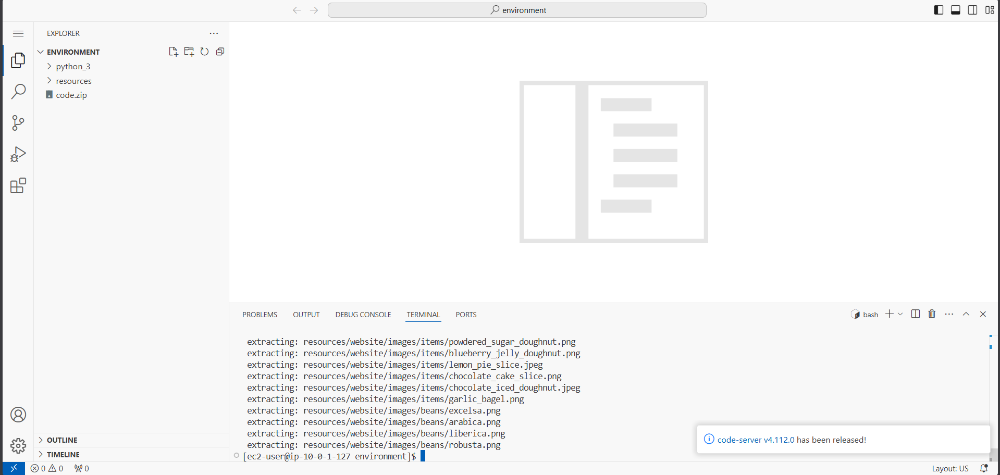 environment
EXPLORER
ENVIRONMENT
python_3
resources
code.zip
OUTLINE
TIMELINE
PROBLEMS OUTPUT DEBUG CONSOLE TERMINAL PORTS
bash
extracting: resources/website/images/items/powdered_sugar_doughnut.png
extracting: resources/website/images/items/blueberry_jelly_doughnut.png
extracting: resources/website/images/items/lemon_pie_slice.jpeg
extracting: resources/website/images/items/chocolate_cake_slice.png
extracting: resources/website/images/items/chocolate_iced_doughnut.jpeg
extracting: resources/website/images/items/garlic_bagel.png
extracting: resources/website/images/beans/excelsa.png
extracting: resources/website/images/beans/arabica.png
extracting: resources/website/images/beans/liberica.png
extracting: resources/website/images/beans/robusta.png
[ec2-user@ip-10-0-1-127 environment]$
code-server v4.112.0 has been released!
0 0 0
Layout: US